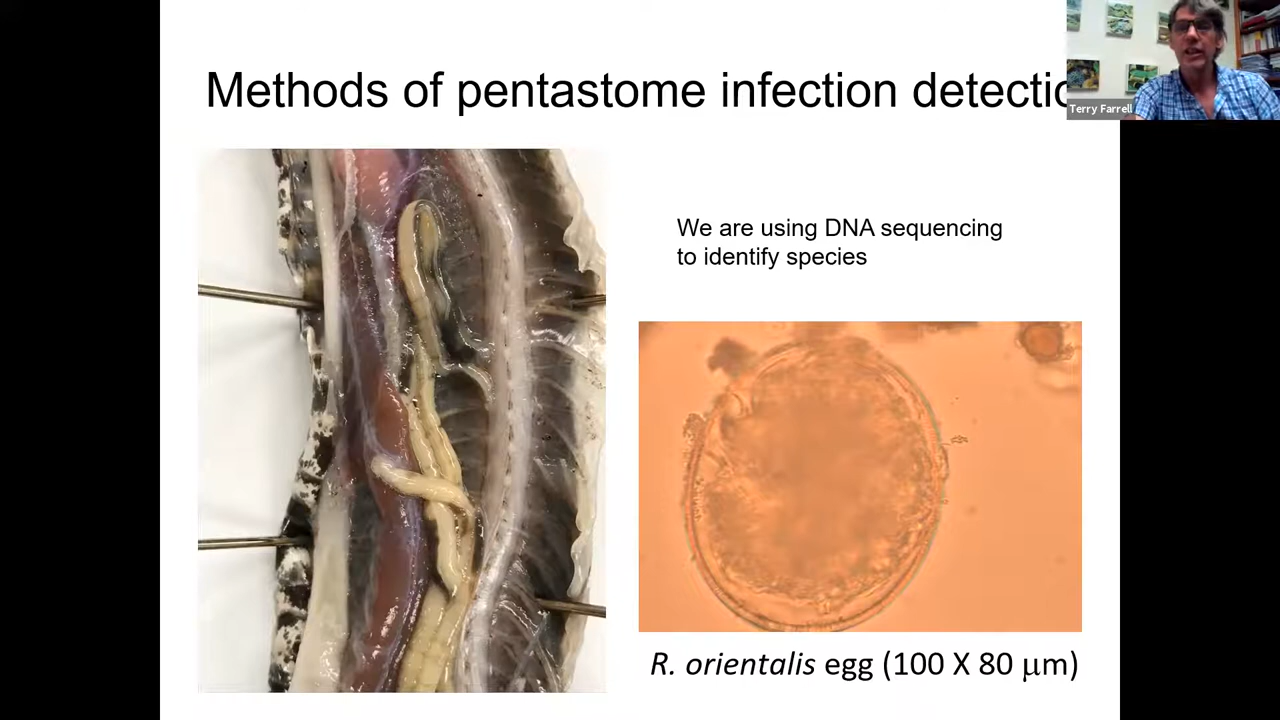 Methods of pentastome infection detectio
Terry Farrell
We are using DNA sequencing
to identify species
R. orientalis egg (100 X 80 μm)